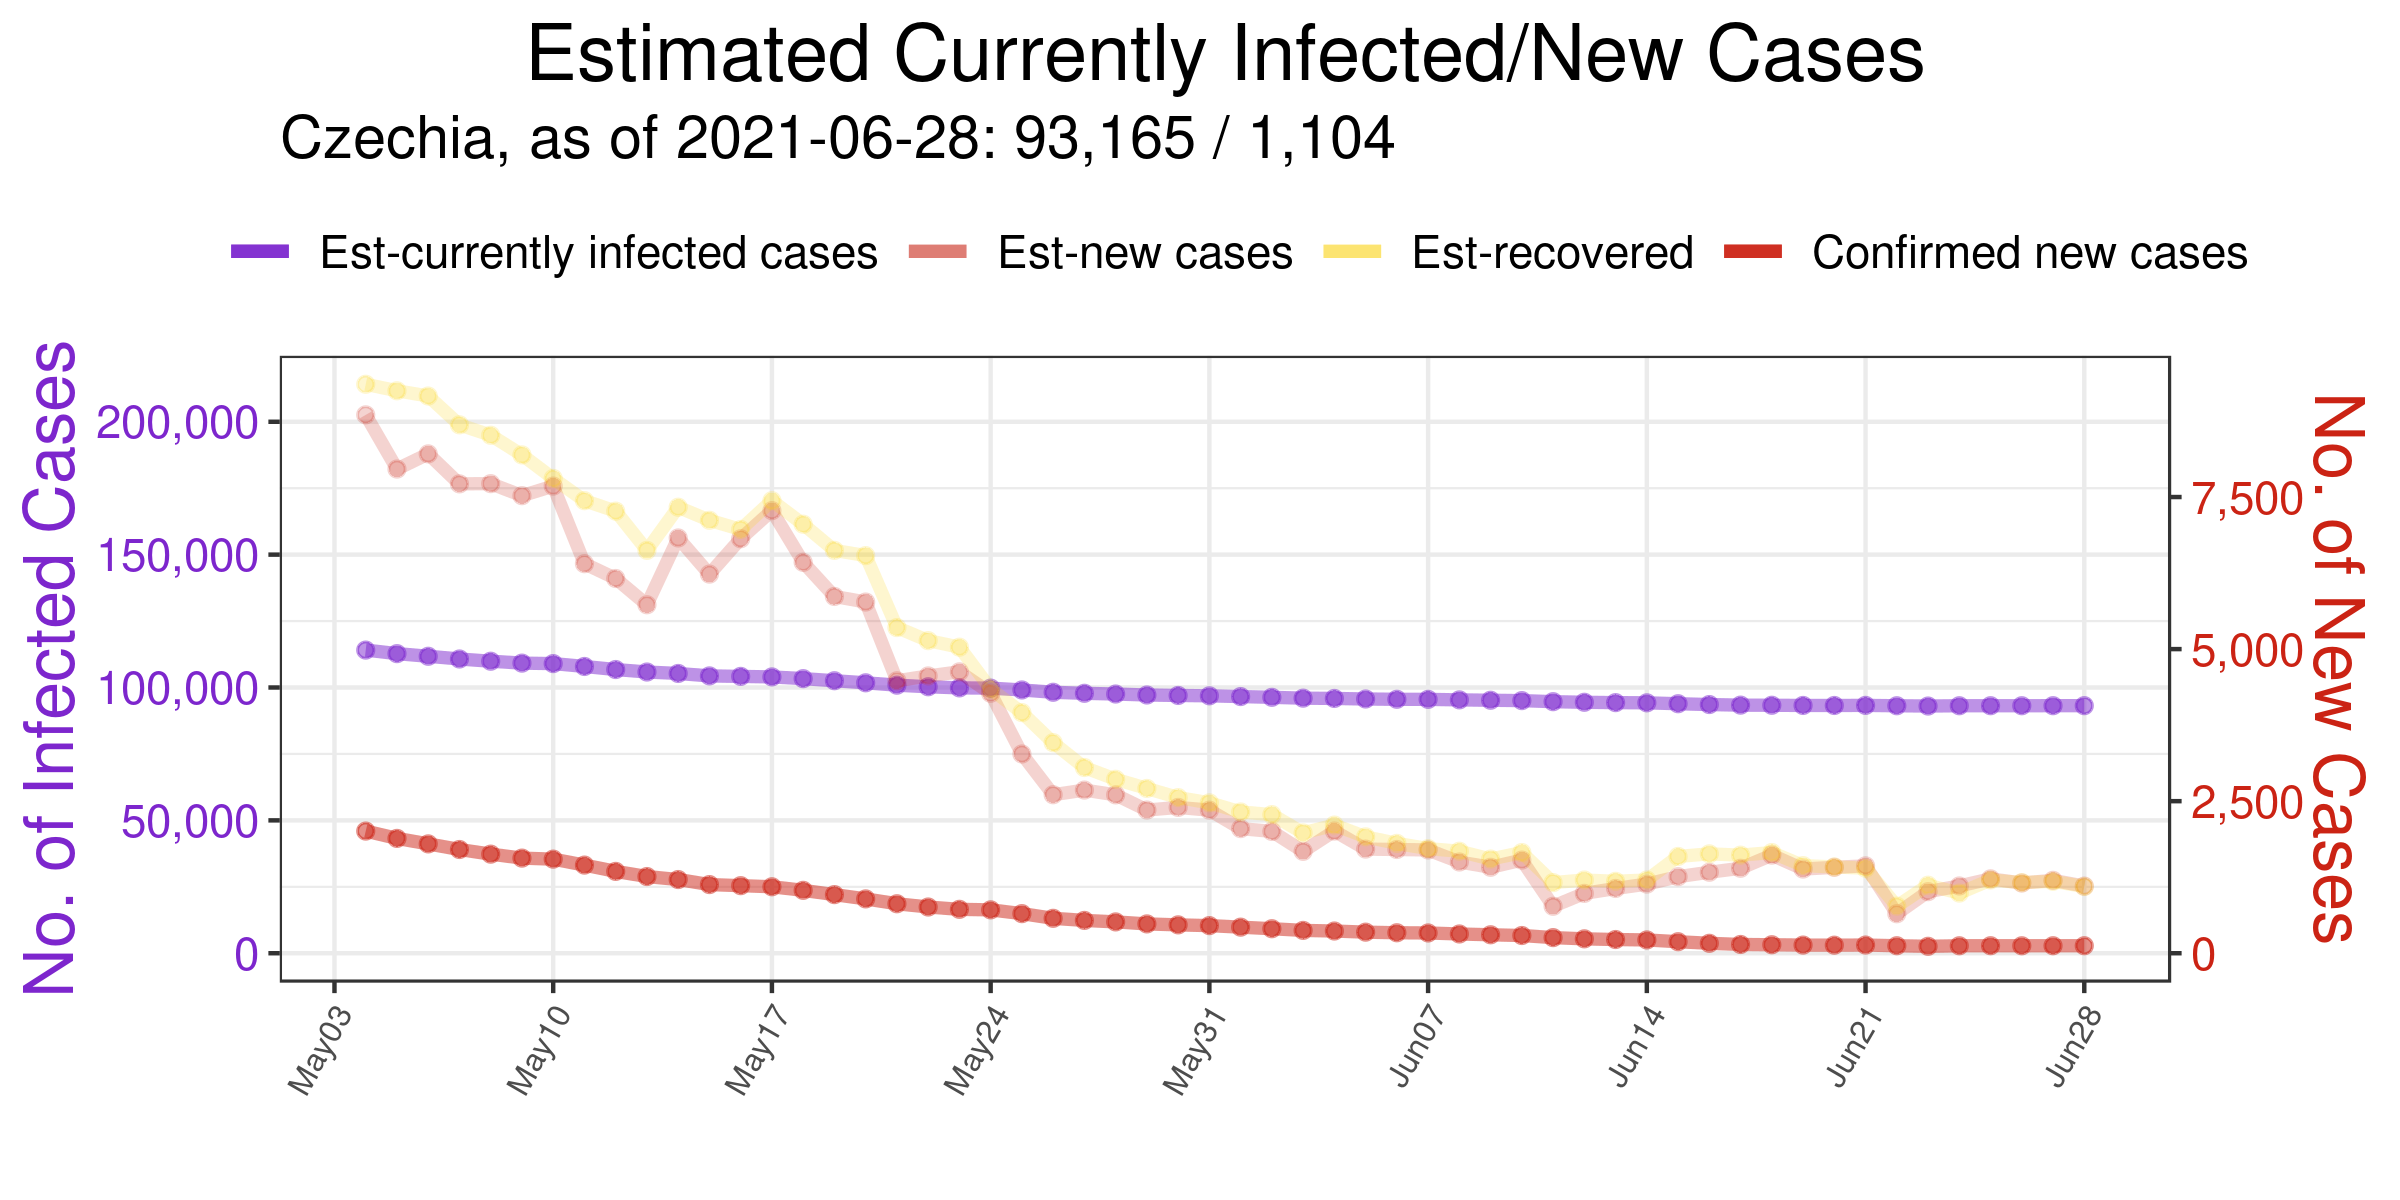 Estimated Currently Infected/New Cases
Czechia, as of 2021-06-28: 93,165 / 1,104
Est-currently infected cases Est-new cases Est-recovered Confirmed new cases
No. of Infected Cases
200,000
150,000
100,000
50,000
0
7,500
5,000
2,500
0
No. of New Cases
May03 May10 May17 May24 May31 Jun07 Jun14 Jun21 Jun28